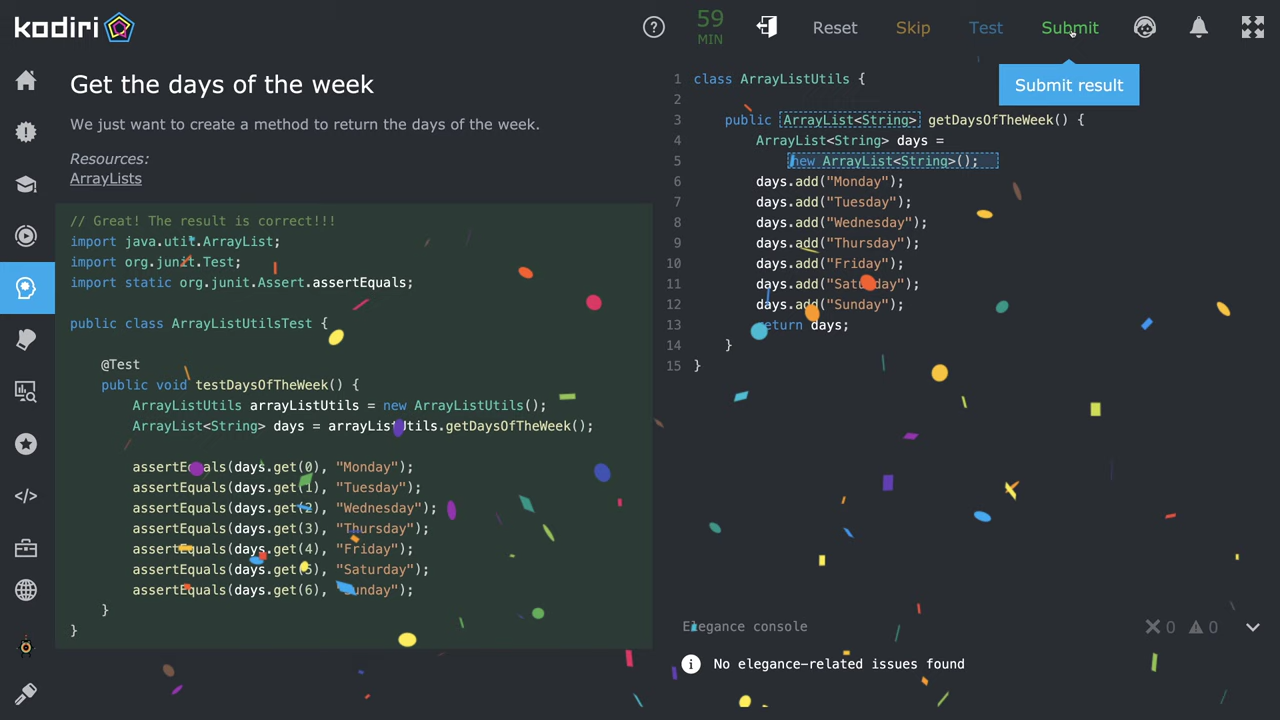 kodiri
59
MIN
Reset
Skip
Test
Submit
Submit result
Get the days of the week
We just want to create a method to return the days of the week.
Resources:
ArrayLists
// Great! The result is correct!!!
import java.util.ArrayList;
import org.junit.Test;
import static org.junit.Assert.assertEquals;
public class ArrayListUtilsTest {
@Test
public void testDaysOfTheWeek() {
ArrayListUtils arrayListUtils = new ArrayListUtils();
ArrayList<String> days = arrayListUtils.getDaysOfTheWeek();
assertEquals(days.get(0), "Monday");
assertEquals(days.get(1), "Tuesday");
assertEquals(days.get(2), "Wednesday");
assertEquals(days.get(3), "Thursday");
assertEquals(days.get(4), "Friday");
assertEquals(days.get(5), "Saturday");
assertEquals(days.get(6), "Sunday");
}
}
1 class ArrayListUtils {
2
3 public ArrayList<String> getDaysOfTheWeek() {
4 ArrayList<String> days =
5 new ArrayList<String>();
6 days.add("Monday");
7 days.add("Tuesday");
8 days.add("Wednesday");
9 days.add("Thursday");
10 days.add("Friday");
11 days.add("Saturday");
12 days.add("Sunday");
13 return days;
14 }
15 }
Elegance console
0
0
No elegance-related issues found